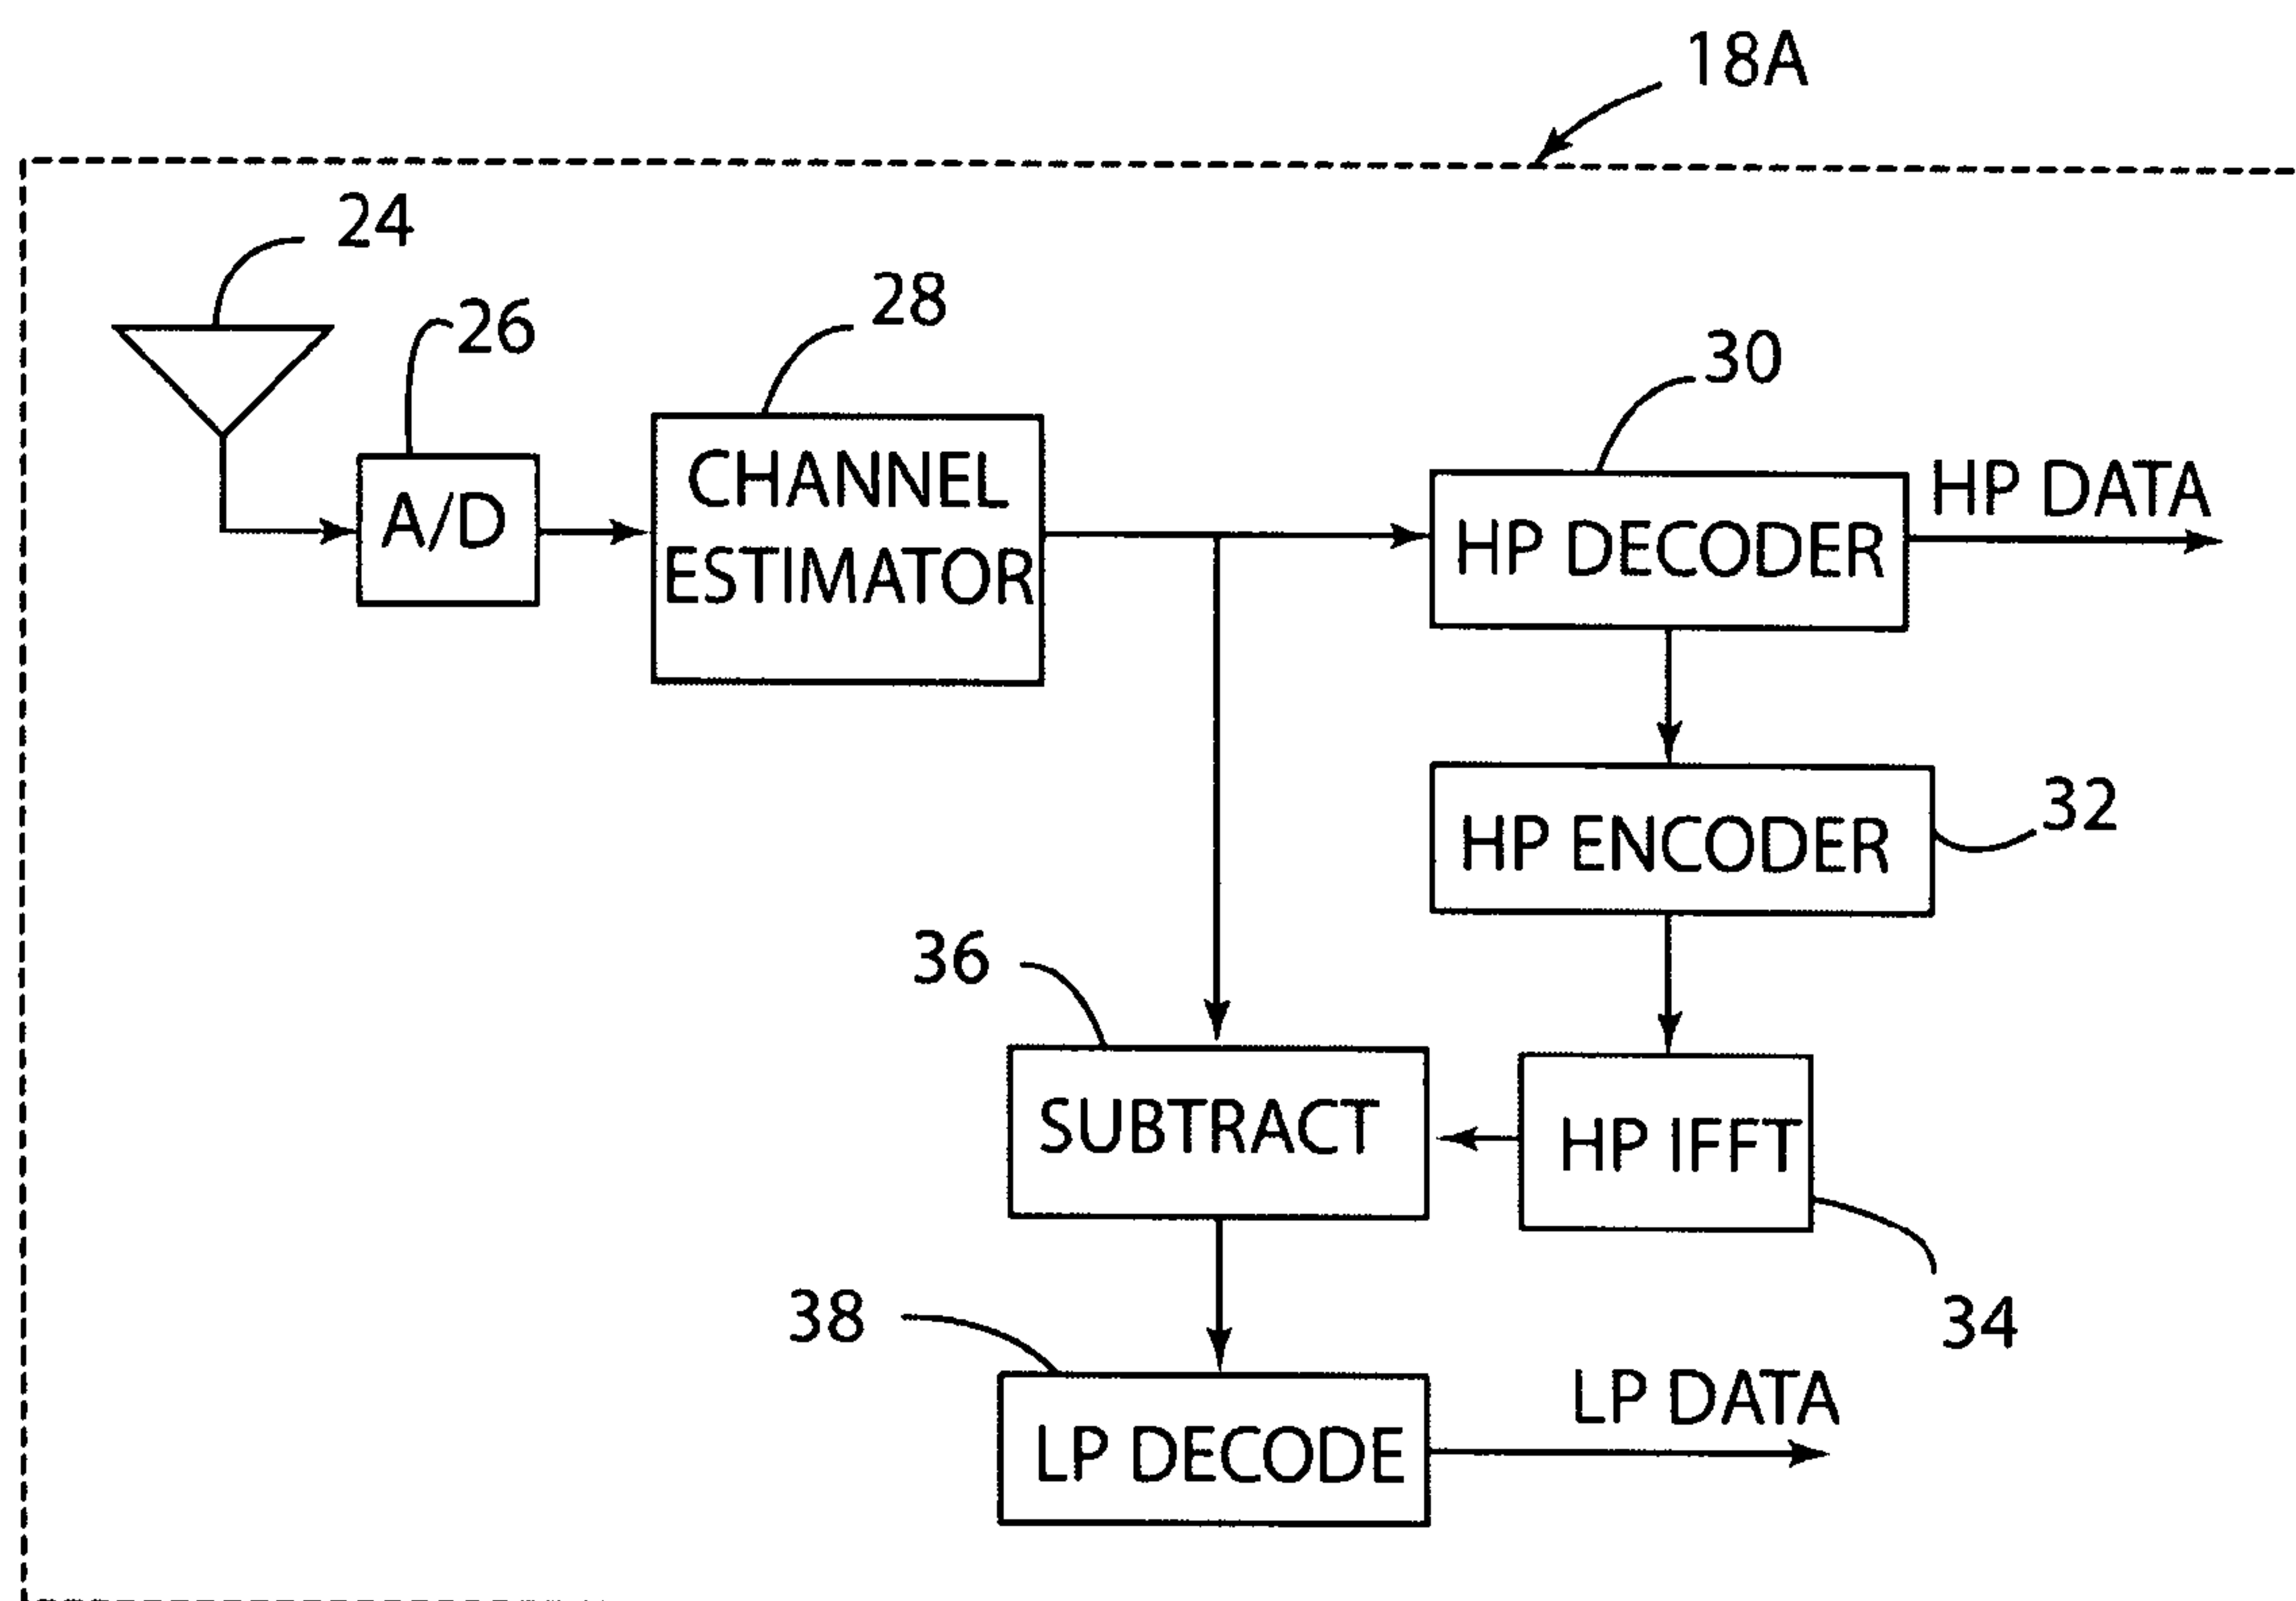 18A
24
26
28
30
A/D
CHANNEL
ESTIMATOR
HP DECODER
HP DATA
HP ENCODER
32
36
SUBTRACT
HP IFFT
34
38
LP DECODE
LP DATA